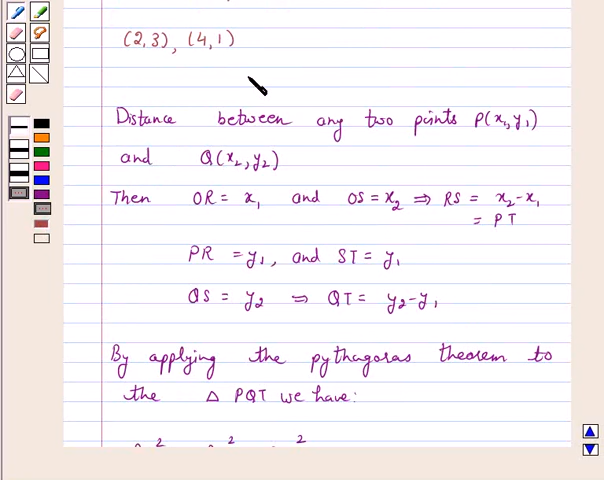 (2,3), (4,1)
Distance between any two points P(x₁,y₁)
and Q(x₂,y₂)
Then OR = x₁ and OS = x₂ ⇒ RS = x₂-x₁
= PT
PR = y₁, and ST = y₁
QS = y₂ ⇒ QT = y₂-y₁
By applying the pythagoras theorem to
the △ PQT we have: